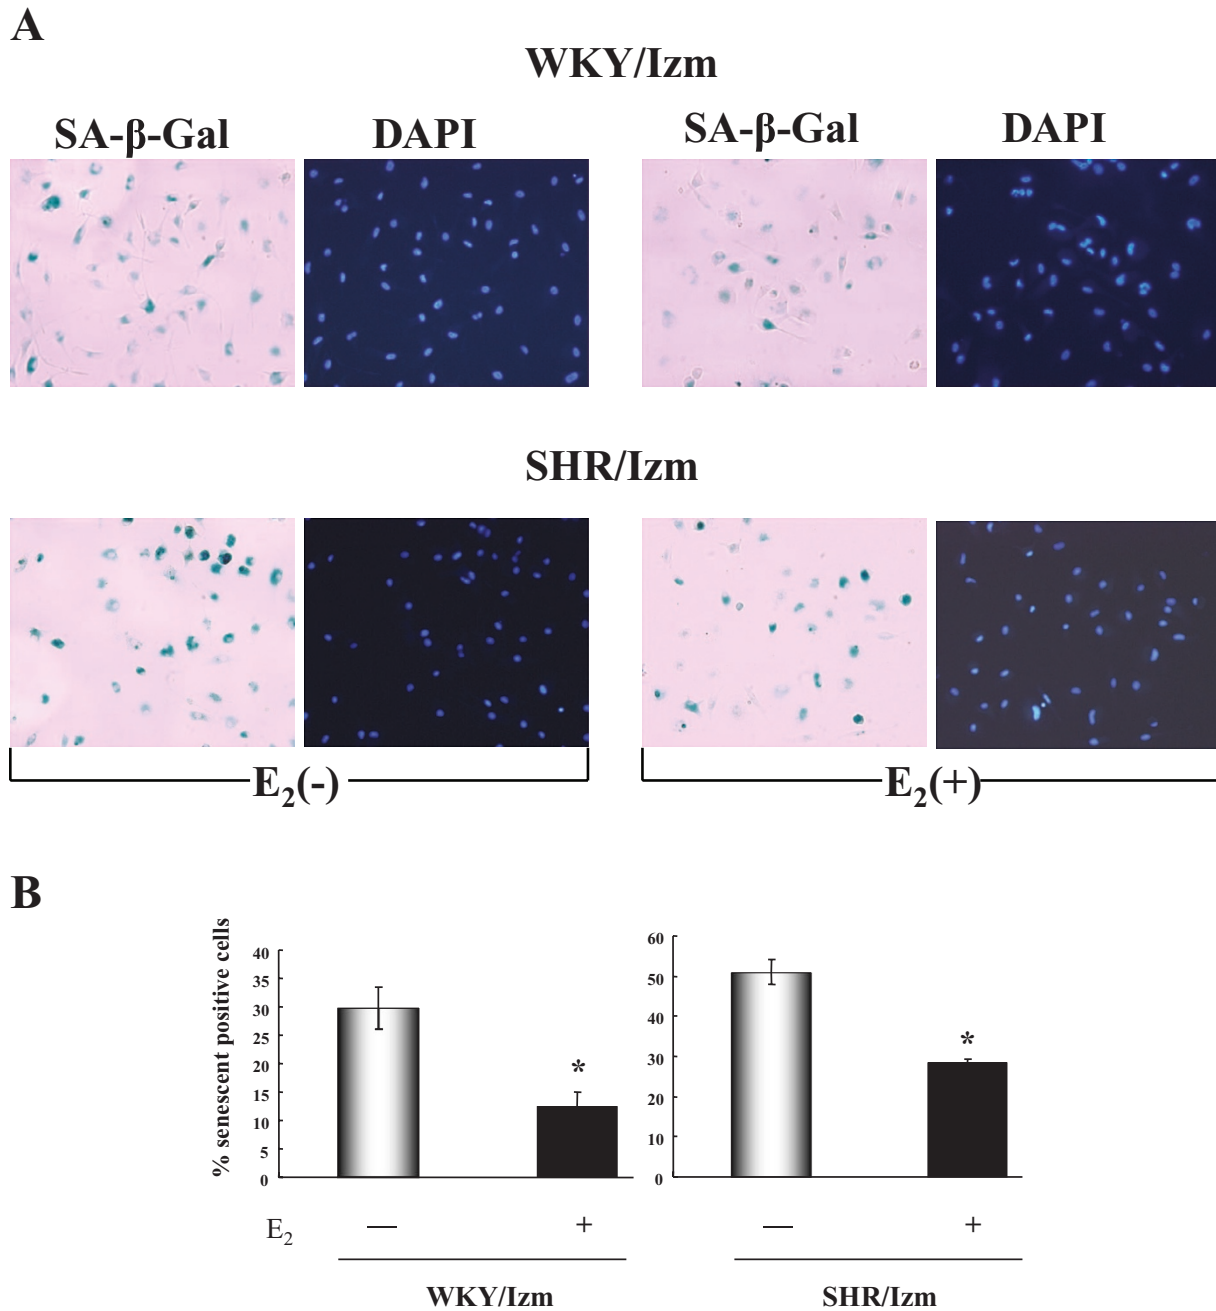 A
WKY/Izm
SA-β-Gal DAPI SA-β-Gal DAPI
SHR/Izm
E₂(-) E₂(+)
B
% senescent positive cells
40
35
30
25
20
15
10
5
0
*
60
50
40
30
20
10
0
*
E₂ — + — +
WKY/Izm SHR/Izm